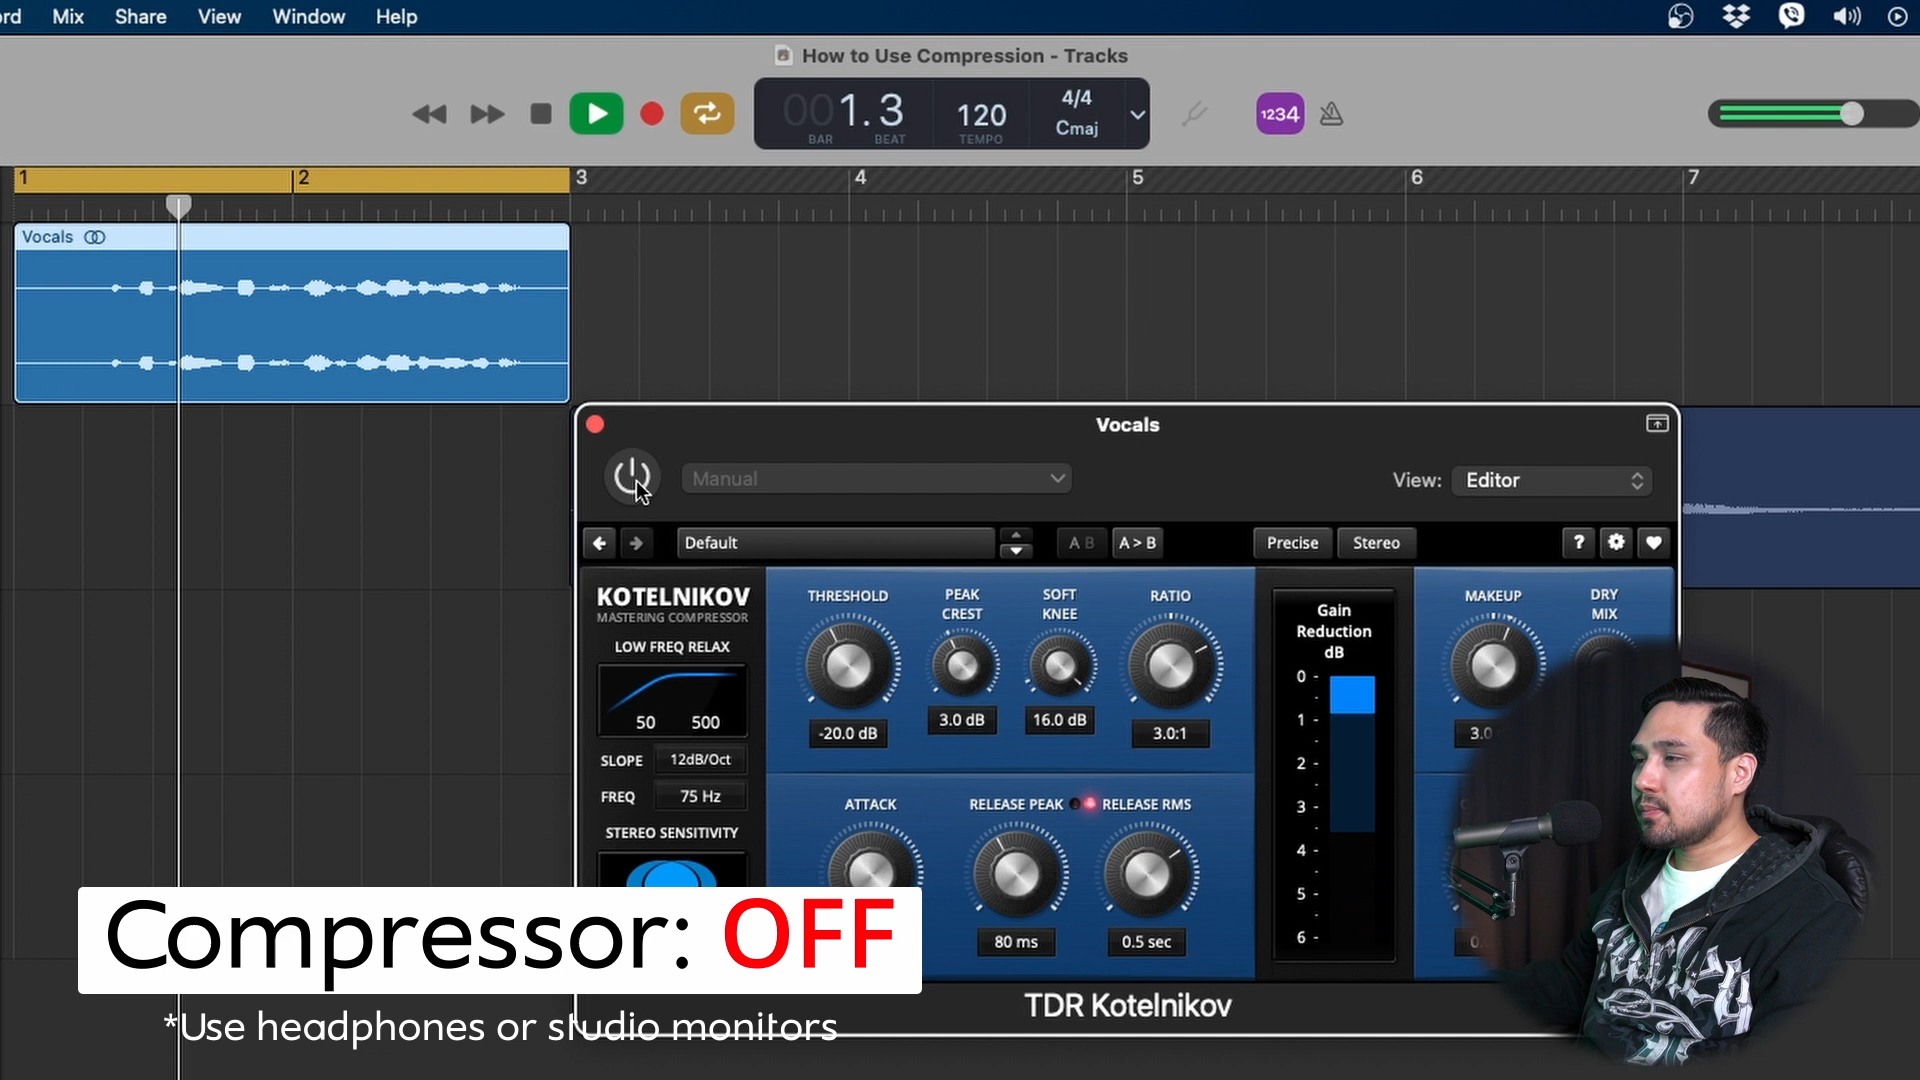 Mix Share View Window Help
How to Use Compression - Tracks
001.3
BAR BEAT
120
TEMPO
4/4
Cmaj
1234
1 2 3 4 5 6 7
Vocals
Vocals
Manual
View: Editor
Default
A B
A > B
Precise
Stereo
?
KOTELNIKOV
MASTERING COMPRESSOR
LOW FREQ RELAX
50 500
SLOPE 12dB/Oct
FREQ 75 Hz
STEREO SENSITIVITY
THRESHOLD
-20.0 dB
PEAK
CREST
3.0 dB
SOFT
KNEE
16.0 dB
RATIO
3.0:1
ATTACK
RELEASE PEAK
80 ms
RELEASE RMS
0.5 sec
Gain
Reduction
dB
0
1
2
3
4
5
6
MAKEUP
3.0
DRY
MIX
0.
Compressor: OFF
*Use headphones or studio monitors
TDR Kotelnikov